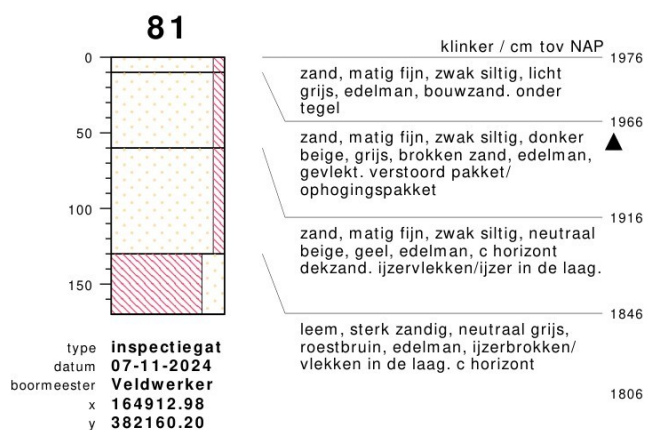 81
klinker / cm tov NAP
0
1976
zand, matig fijn, zwak siltig, licht
grijs, edelman, bouwzand. onder
tegel
1966
50
zand, matig fijn, zwak siltig, donker
beige, grijs, brokken zand, edelman,
gevlekt. verstoord pakket/
ophogingspakket
100
1916
zand, matig fijn, zwak siltig, neutraal
beige, geel, edelman, c horizont
dekzand. ijzervlekken/ijzer in de laag.
150
1846
leem, sterk zandig, neutraal grijs,
roestbruin, edelman, ijzerbrokken/
vlekken in de laag. c horizont
1806
type inspectiegat
datum 07-11-2024
boormeester Veldwerker
x 164912.98
y 382160.20